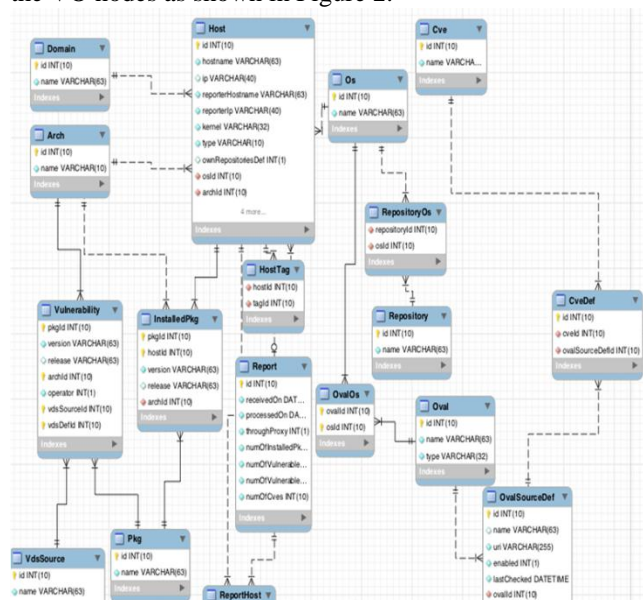 the VO nodes as shown in Figure 2.
Domain
id INT(10)
name VARCHAR(63)
Indexes
Arch
id INT(10)
name VARCHAR(10)
Indexes
Host
id INT(10)
hostname VARCHAR(63)
ip VARCHAR(40)
reporterHostname VARCHAR(63)
reporterIp VARCHAR(40)
kernel VARCHAR(32)
type VARCHAR(10)
ownRepositoriesDef INT(1)
osId INT(10)
archId INT(10)
4 more...
Indexes
Os
id INT(10)
name VARCHAR(63)
Indexes
Cve
id INT(10)
name VARCHA...
Indexes
RepositoryOs
repositoryId INT(10)
osId INT(10)
Indexes
HostTag
hostId INT(10)
tagId INT(10)
Indexes
Repository
id INT(10)
name VARCHAR(63)
Indexes
CveDef
id INT(10)
cveId INT(10)
ovalSourceDefId INT(10)
Indexes
Vulnerability
pkgId INT(10)
version VARCHAR(63)
release VARCHAR(63)
archId INT(10)
operator INT(1)
vdsSourceId INT(10)
vdsDefId INT(10)
Indexes
InstalledPkg
pkgId INT(10)
hostId INT(10)
version VARCHAR(63)
release VARCHAR(63)
archId INT(10)
Indexes
Report
id INT(10)
receivedOn DAT...
processedOn DA...
throughProxy INT(1)
numOfInstalledPk...
numOfVulnerable...
numOfVulnerable...
numOfCves INT(10)
Indexes
OvalOs
ovalId INT(10)
osId INT(10)
Indexes
Oval
id INT(10)
name VARCHAR(63)
type VARCHAR(32)
Indexes
OvalSourceDef
id INT(10)
name VARCHAR(63)
uri VARCHAR(255)
enabled INT(1)
lastChecked DATETIME
ovalId INT(10)
VdsSource
id INT(10)
name VARCHAR(63)
Pkg
id INT(10)
name VARCHAR(63)
Indexes
ReportHost